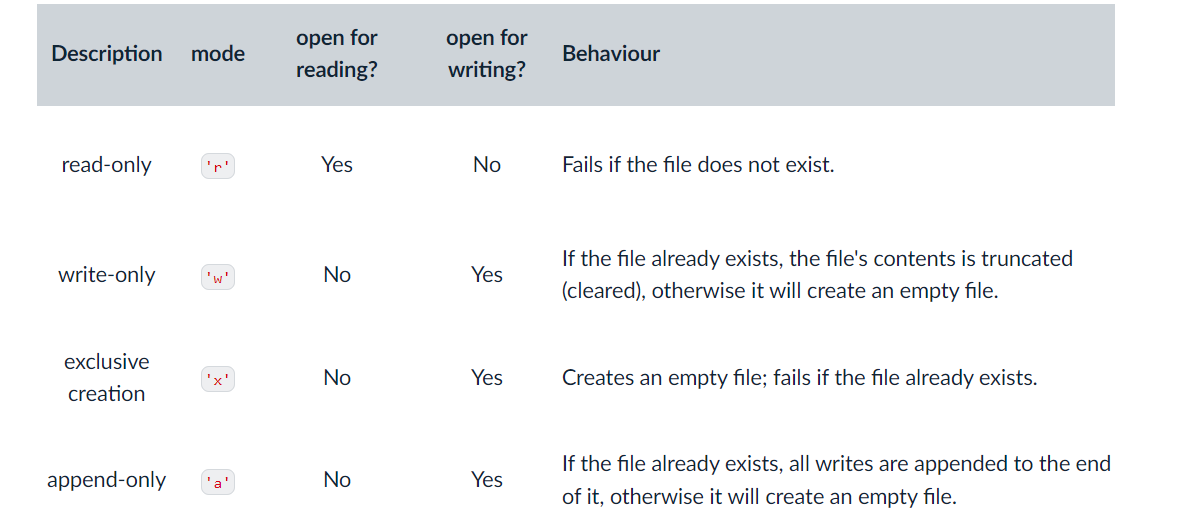 Description mode open for reading? open for writing? Behaviour
read-only 'r' Yes No Fails if the file does not exist.
write-only 'w' No Yes If the file already exists, the file's contents is truncated
(cleared), otherwise it will create an empty file.
exclusive creation 'x' No Yes Creates an empty file; fails if the file already exists.
append-only 'a' No Yes If the file already exists, all writes are appended to the end
of it, otherwise it will create an empty file.